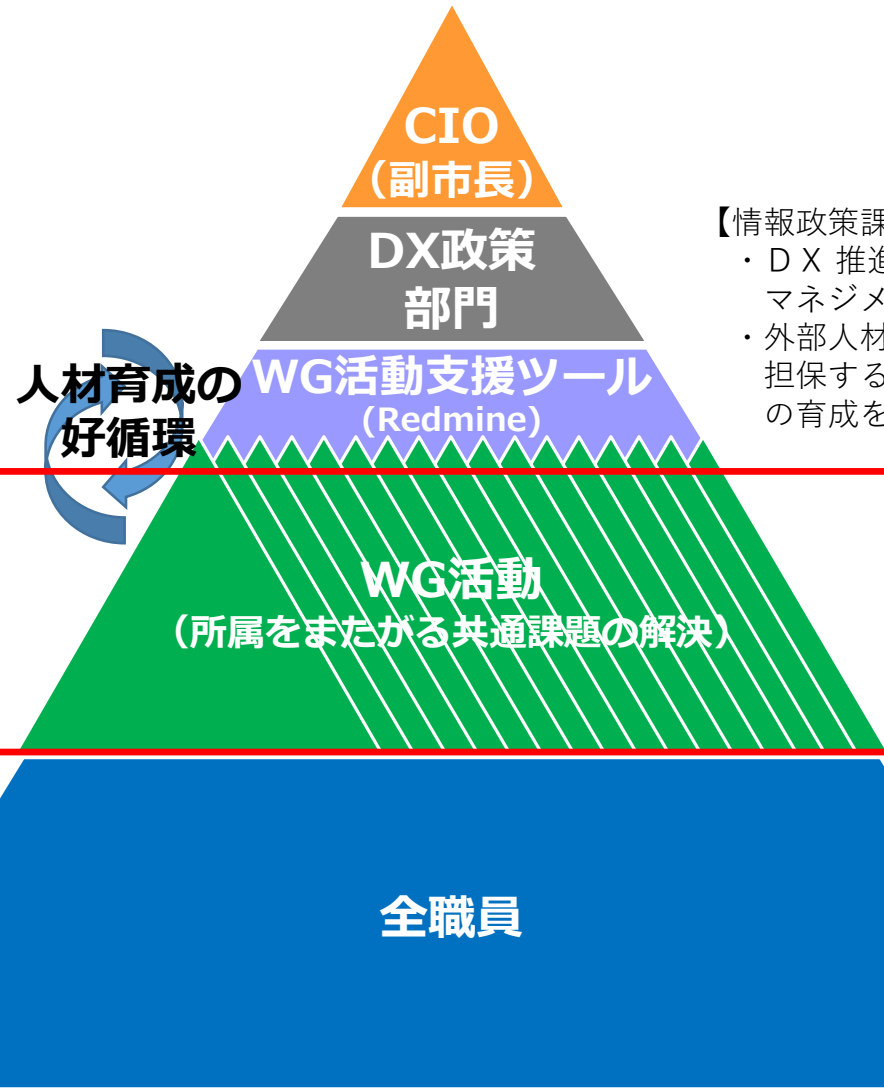 CIO
（副市長）
DX政策
部門
【情報政策課
・ＤＸ 推進
マネジメ
・外部人材
担保する
の育成を
WG活動支援ツール
(Redmine)
人材育成の
好循環
WG活動
（所属をまたがる共通課題の解決）
全職員